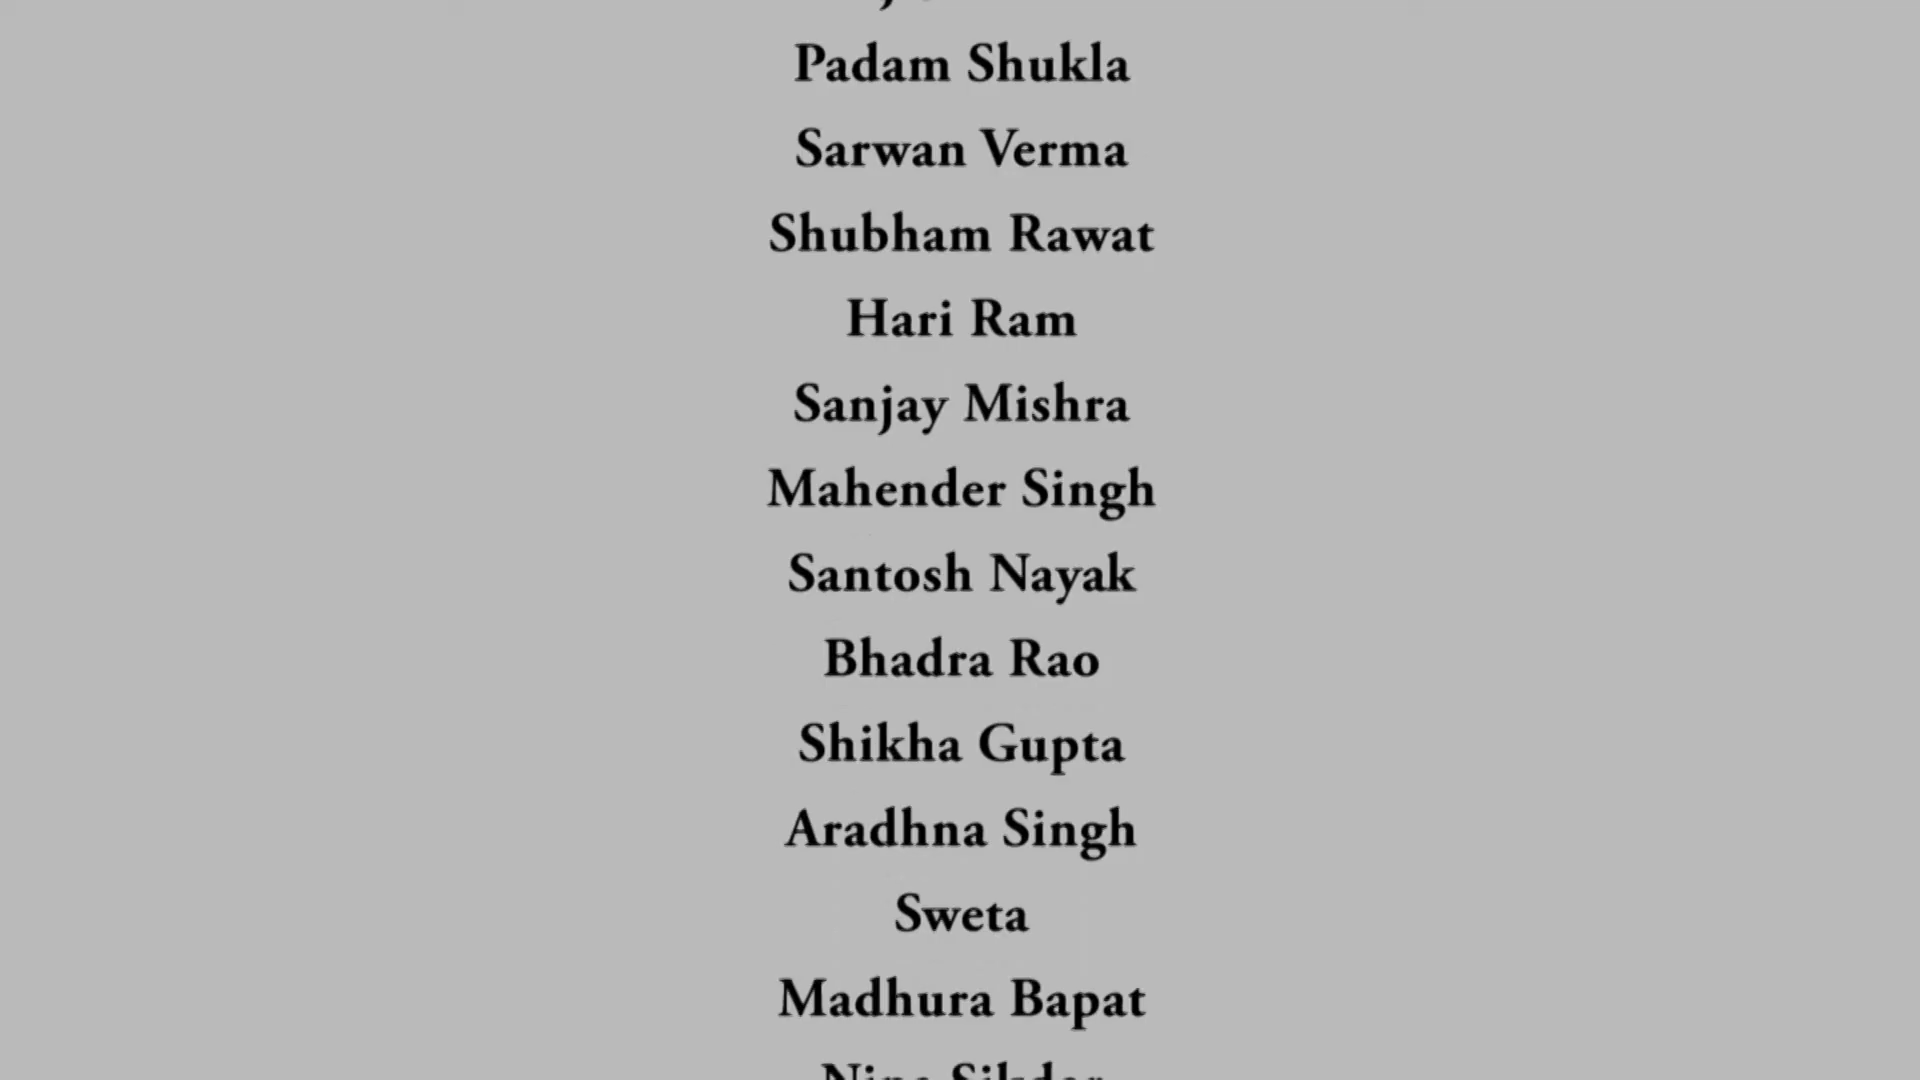 Padam Shukla
Sarwan Verma
Shubham Rawat
Hari Ram
Sanjay Mishra
Mahender Singh
Santosh Nayak
Bhadra Rao
Shikha Gupta
Aradhna Singh
Sweta
Madhura Bapat